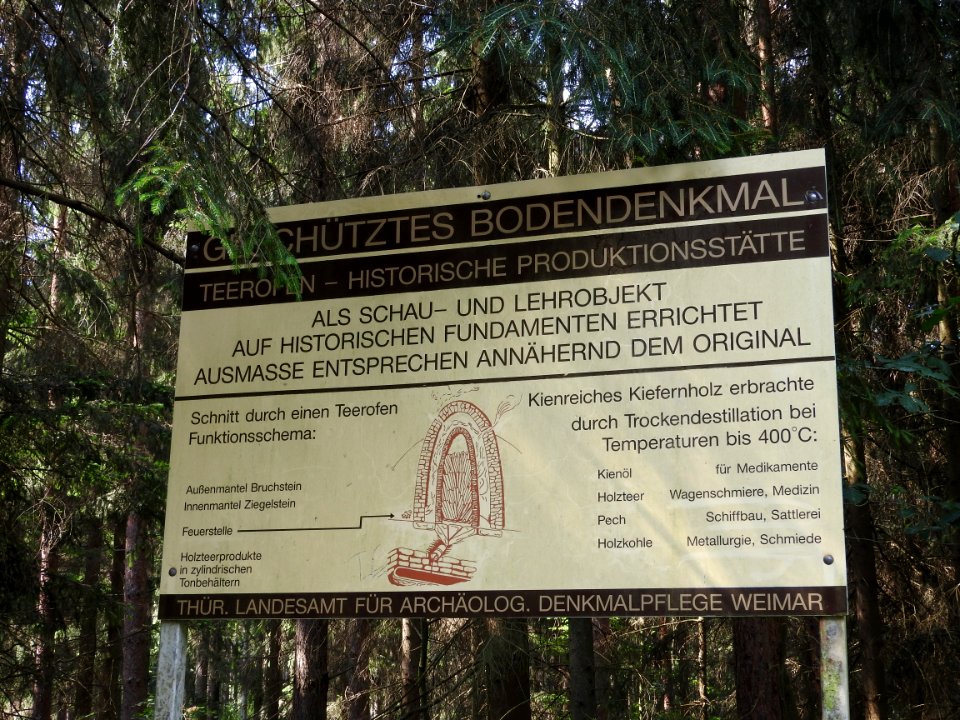 GESCHÜTZTES BODENDENKMAL
TEEROFEN – HISTORISCHE PRODUKTIONSSTÄTTE
ALS SCHAU– UND LEHROBJEKT
AUF HISTORISCHEN FUNDAMENTEN ERRICHTET
AUSMASSE ENTSPRECHEN ANNÄHERND DEM ORIGINAL
Schnitt durch einen Teerofen
Funktionsschema:
Außenmantel Bruchstein
Innenmantel Ziegelstein
Feuerstelle
Holzteerprodukte
in zylindrischen
Tonbehältern
Kienreiches Kiefernholz erbrachte
durch Trockendestillation bei
Temperaturen bis 400°C:
Kienöl für Medikamente
Holzteer Wagenschmiere, Medizin
Pech Schiffbau, Sattlerei
Holzkohle Metallurgie, Schmiede
THÜR. LANDESAMT FÜR ARCHÄOLOG. DENKMALPFLEGE WEIMAR